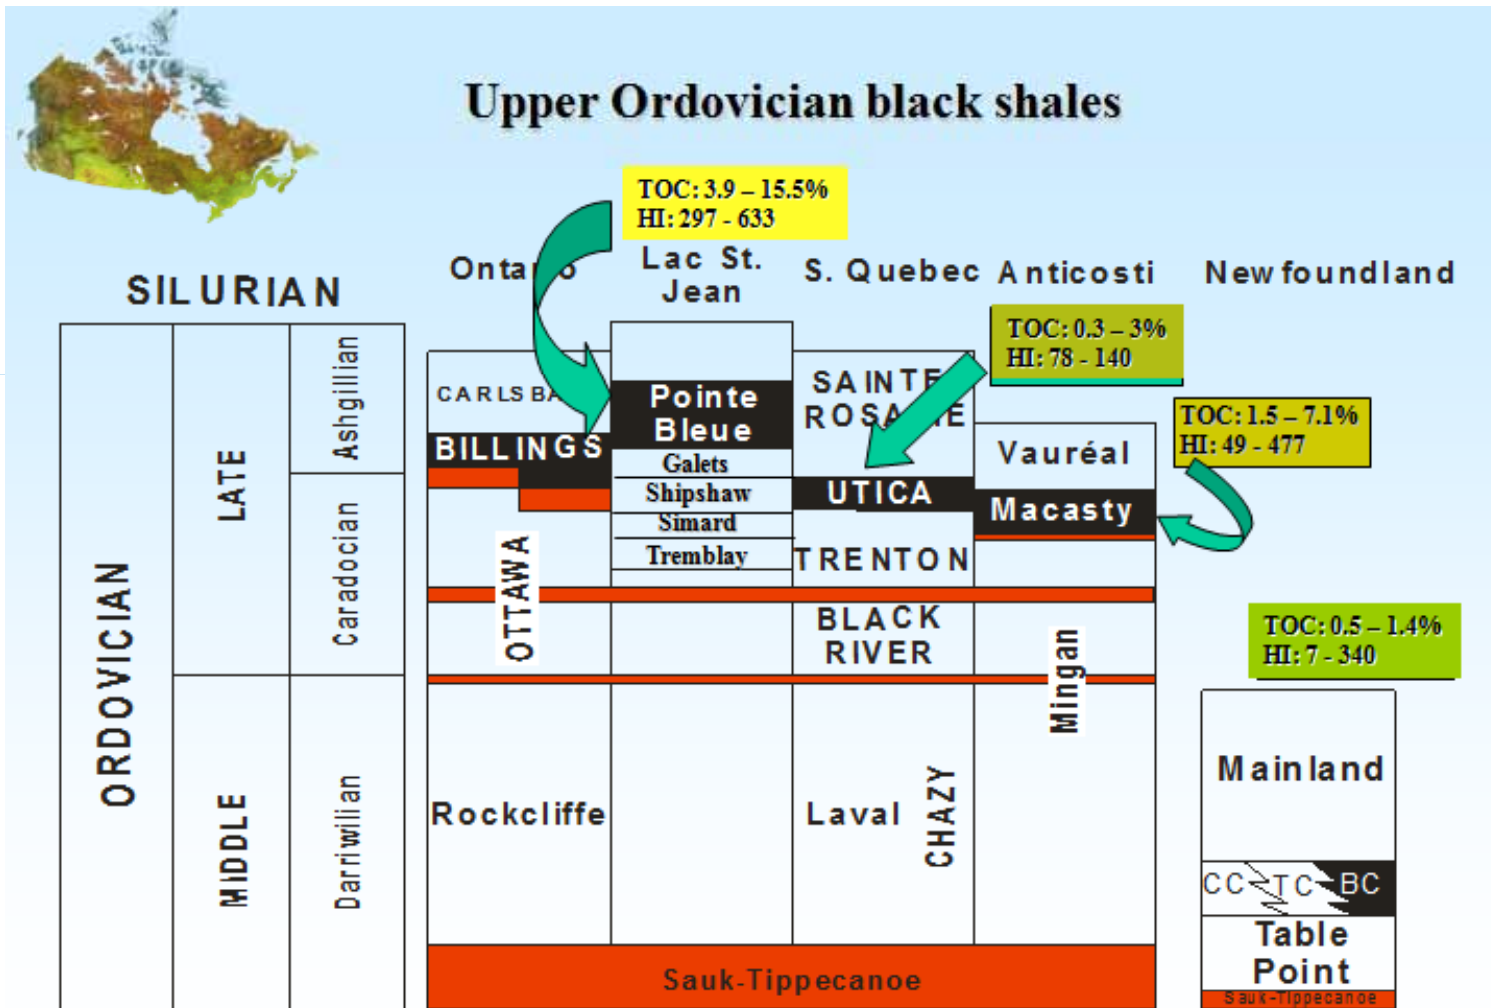 Upper Ordovician black shales
TOC: 3.9 – 15.5%
HI: 297 - 633
SILURIAN
Lac St.
Jean
S. Quebec
Anticosti
Newfoundland
TOC: 0.3 – 3%
HI: 78 - 140
TOC: 1.5 – 7.1%
HI: 49 - 477
TOC: 0.5 – 1.4%
HI: 7 - 340
ORDOVICIAN
LATE
MIDDLE
Ashgillian
Caradocian
Darriwilian
BILLINGS
OTTAWA
Rockcliffe
Pointe
Bleue
Galets
Shipshaw
Simard
Tremblay
SAINTE
UTICA
TRENTON
BLACK
RIVER
Laval
CHAZY
Vauréal
Macasty
Mingan
Mainland
CC TC BC
Table
Point
Sauk-Tippecanoe
Sauk-Tippecanoe